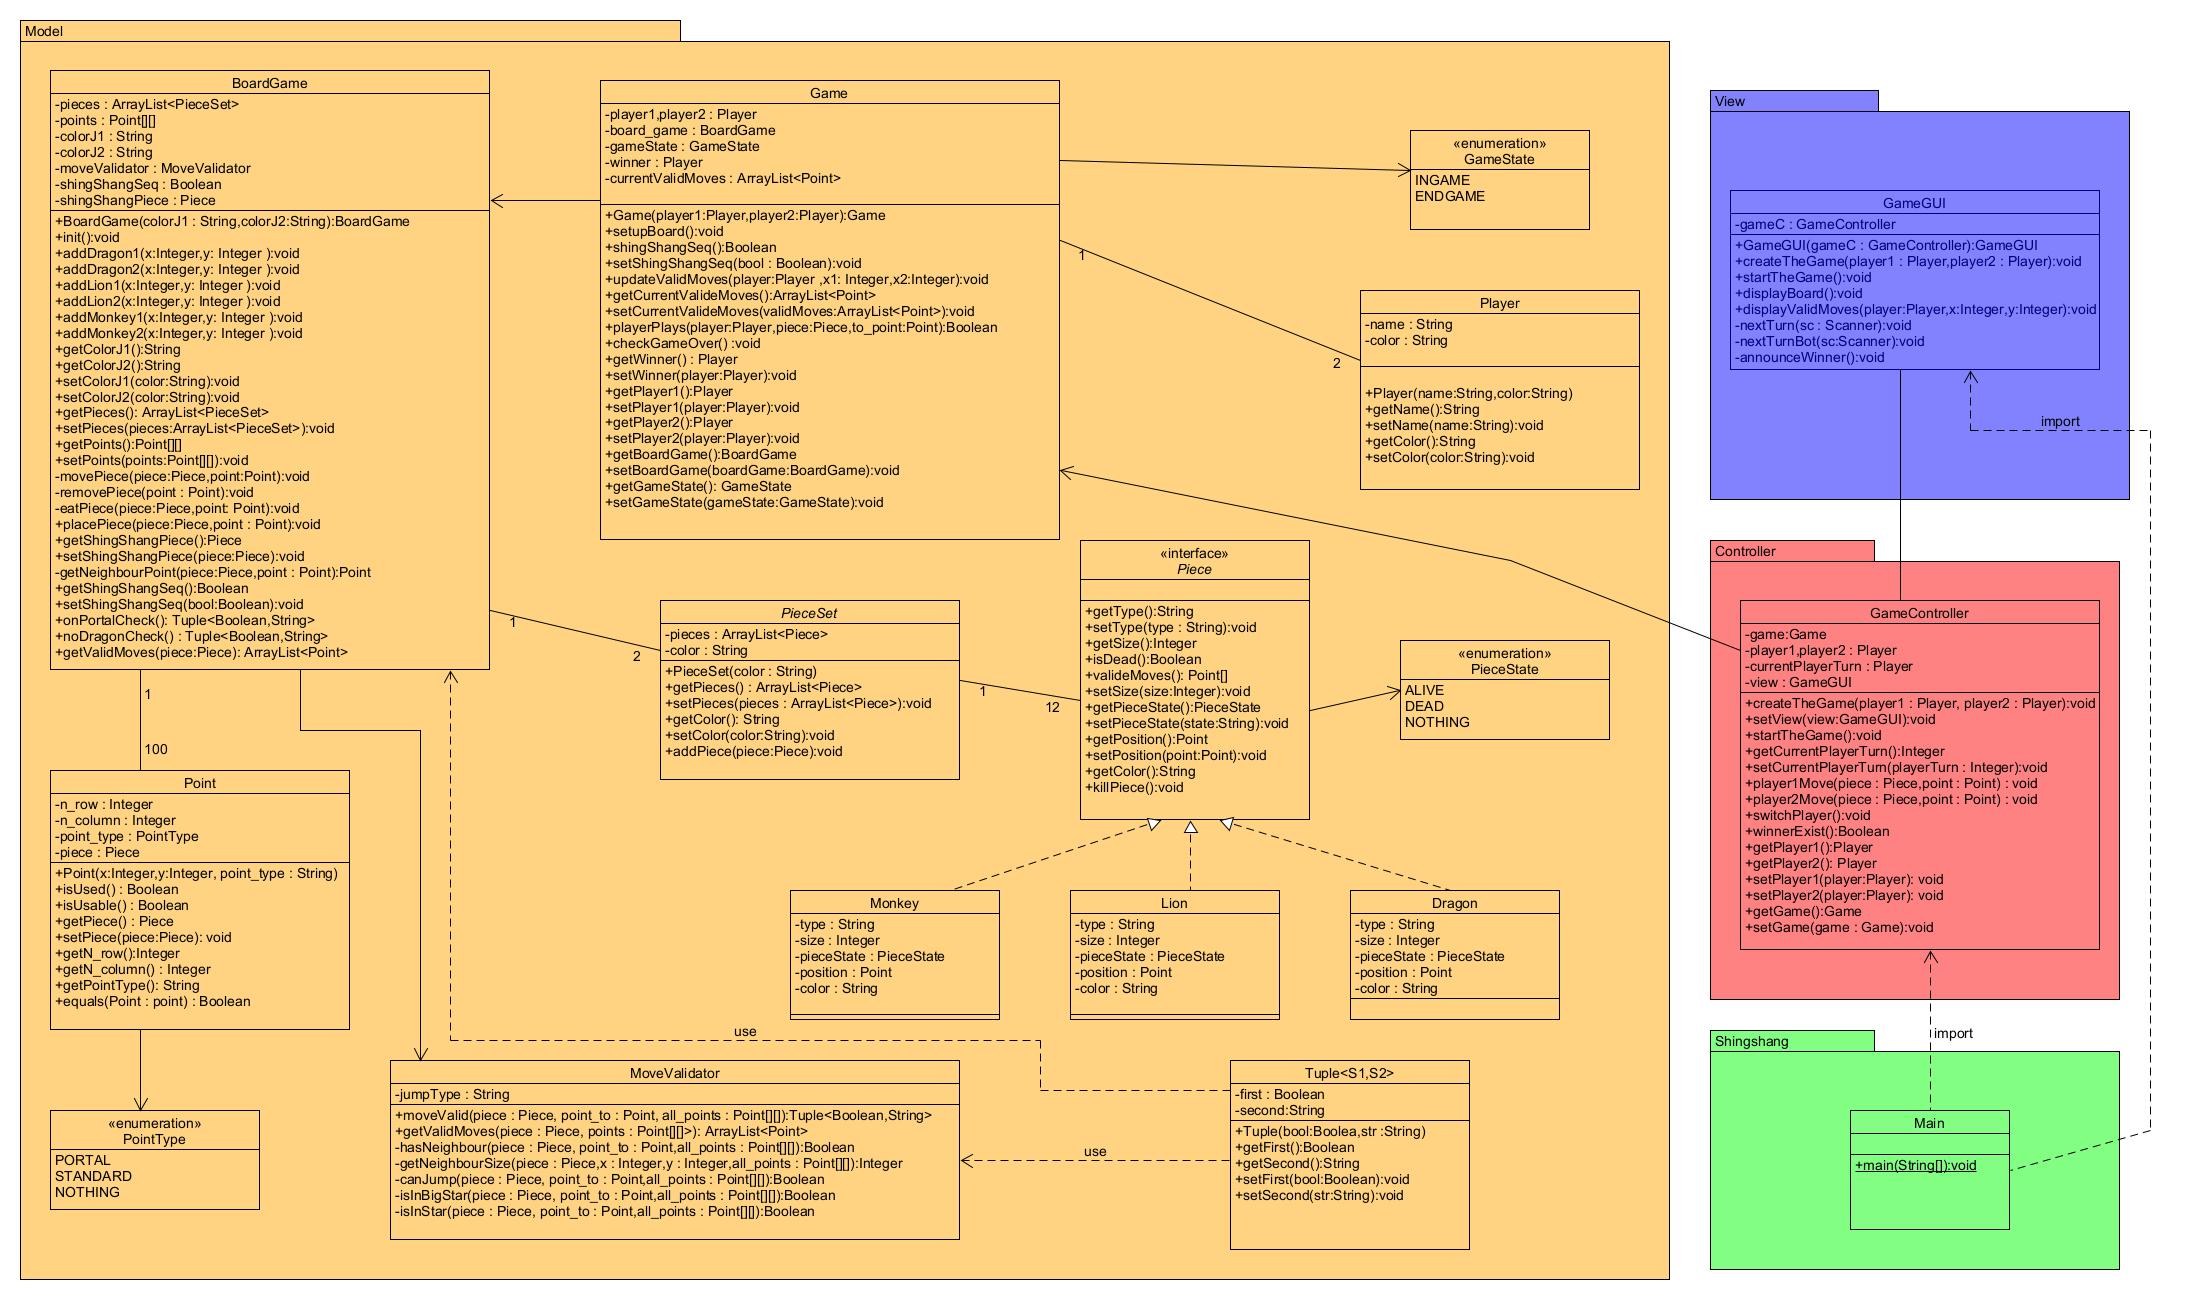 Model
BoardGame
-pieces : ArrayList<PieceSet>
-points : Point[][]
-colorJ1 : String
-colorJ2 : String
-moveValidator : MoveValidator
-shingShangSeq : Boolean
-shingShangPiece : Piece
+BoardGame(colorJ1 : String,colorJ2:String):BoardGame
+init():void
+addDragon1(x:Integer,y: Integer ):void
+addDragon2(x:Integer,y: Integer ):void
+addLion1(x:Integer,y: Integer ):void
+addLion2(x:Integer,y: Integer ):void
+addMonkey1(x:Integer,y: Integer ):void
+addMonkey2(x:Integer,y: Integer ):void
+getColorJ1():String
+getColorJ2():String
+setColorJ1(color:String):void
+setColorJ2(color:String):void
+getPieces(): ArrayList<PieceSet>
+setPieces(pieces:ArrayList<PieceSet>):void
+getPoints():Point[][]
+setPoints(points:Point[][]):void
-movePiece(piece:Piece,point:Point):void
-removePiece(point : Point):void
-eatPiece(piece:Piece,point: Point):void
+placePiece(piece:Piece,point : Point):void
+getShingShangPiece():Piece
+setShingShangPiece(piece:Piece):void
-getNeighbourPoint(piece:Piece,point : Point):Point
+getShingShangSeq():Boolean
+setShingShangSeq(bool:Boolean):void
+onPortalCheck(): Tuple<Boolean,String>
+noDragonCheck() : Tuple<Boolean,String>
+getValidMoves(piece:Piece): ArrayList<Point>
Game
-player1,player2 : Player
-board_game : BoardGame
-gameState : GameState
-winner : Player
-currentValidMoves : ArrayList<Point>
+Game(player1:Player,player2:Player):Game
+setupBoard():void
+shingShangSeq():Boolean
+setShingShangSeq(bool : Boolean):void
+updateValidMoves(player:Player ,x1: Integer,x2:Integer):void
+getCurrentValideMoves():ArrayList<Point>
+setCurrentValideMoves(validMoves:ArrayList<Point>):void
+playerPlays(player:Player,piece:Piece,to_point:Point):Boolean
+checkGameOver() :void
+getWinner() : Player
+setWinner(player:Player):void
+getPlayer1():Player
+setPlayer1(player:Player):void
+getPlayer2():Player
+setPlayer2(player:Player):void
+getBoardGame():BoardGame
+setBoardGame(boardGame:BoardGame):void
+getGameState(): GameState
+setGameState(gameState:GameState):void
«enumeration»
GameState
INGAME
ENDGAME
1
2
Player
-name : String
-color : String
+Player(name:String,color:String)
+getName():String
+setName(name:String):void
+getColor():String
+setColor(color:String):void
1
2
PieceSet
-pieces : ArrayList<Piece>
-color : String
+PieceSet(color : String)
+getPieces() : ArrayList<Piece>
+setPieces(pieces : ArrayList<Piece>):void
+getColor(): String
+setColor(color:String):void
+addPiece(piece:Piece):void
1
12
«interface»
Piece
+getType():String
+setType(type : String):void
+getSize():Integer
+isDead():Boolean
+valideMoves(): Point[]
+setSize(size:Integer):void
+getPieceState():PieceState
+setPieceState(state:String):void
+getPosition():Point
+setPosition(point:Point):void
+getColor():String
+killPiece():void
«enumeration»
PieceState
ALIVE
DEAD
NOTHING
1
100
Point
-n_row : Integer
-n_column : Integer
-point_type : PointType
-piece : Piece
+Point(x:Integer,y:Integer, point_type : String)
+isUsed() : Boolean
+isUsable() : Boolean
+getPiece() : Piece
+setPiece(piece:Piece): void
+getN_row():Integer
+getN_column() : Integer
+getPointType(): String
+equals(Point : point) : Boolean
Monkey
-type : String
-size : Integer
-pieceState : PieceState
-position : Point
-color : String
Lion
-type : String
-size : Integer
-pieceState : PieceState
-position : Point
-color : String
Dragon
-type : String
-size : Integer
-pieceState : PieceState
-position : Point
-color : String
«enumeration»
PointType
PORTAL
STANDARD
NOTHING
use
MoveValidator
-jumpType : String
+moveValid(piece : Piece, point_to : Point, all_points : Point[][]):Tuple<Boolean,String>
+getValidMoves(piece : Piece, points : Point[][]>): ArrayList<Point>
-hasNeighbour(piece : Piece, point_to : Point,all_points : Point[][]):Boolean
-getNeighbourSize(piece : Piece,x : Integer,y : Integer,all_points : Point[][]):Integer
-canJump(piece : Piece, point_to : Point,all_points : Point[][]):Boolean
-isInBigStar(piece : Piece, point_to : Point,all_points : Point[][]):Boolean
-isInStar(piece : Piece, point_to : Point,all_points : Point[][]):Boolean
use
Tuple<S1,S2>
-first : Boolean
-second:String
+Tuple(bool:Boolea,str :String)
+getFirst():Boolean
+getSecond():String
+setFirst(bool:Boolean):void
+setSecond(str:String):void
View
GameGUI
-gameC : GameController
+GameGUI(gameC : GameController):GameGUI
+createTheGame(player1 : Player,player2 : Player):void
+startTheGame():void
+displayBoard():void
+displayValidMoves(player:Player,x:Integer,y:Integer):void
-nextTurn(sc : Scanner):void
-nextTurnBot(sc:Scanner):void
-announceWinner():void
import
Controller
GameController
-game:Game
-player1,player2 : Player
-currentPlayerTurn : Player
-view : GameGUI
+createTheGame(player1 : Player, player2 : Player):void
+setView(view:GameGUI):void
+startTheGame():void
+getCurrentPlayerTurn():Integer
+setCurrentPlayerTurn(playerTurn : Integer):void
+player1Move(piece : Piece,point : Point) : void
+player2Move(piece : Piece,point : Point) : void
+switchPlayer():void
+winnerExist():Boolean
+getPlayer1():Player
+getPlayer2(): Player
+setPlayer1(player:Player): void
+setPlayer2(player:Player): void
+getGame():Game
+setGame(game : Game):void
import
Shingshang
Main
+main(String[]):void